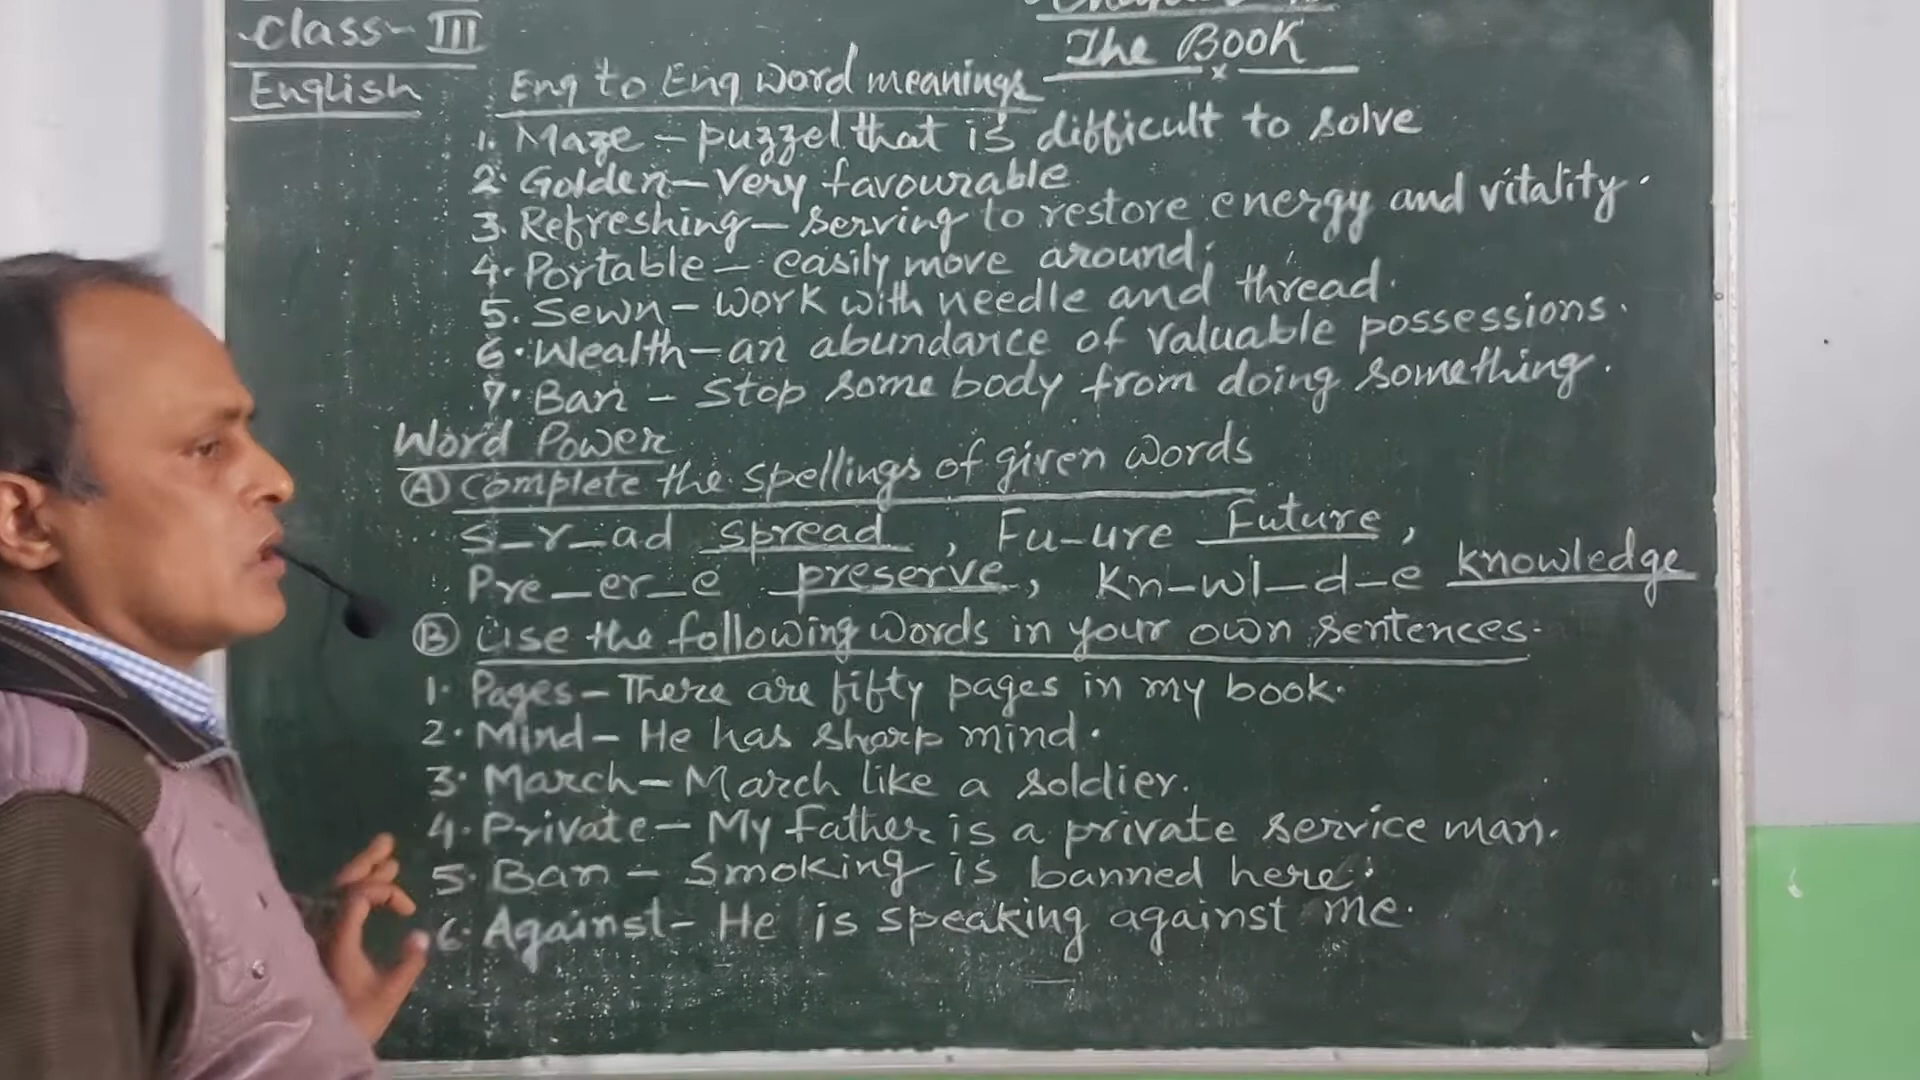 Class- III
The BOOK
English
Eng to Eng word meanings
1. Maze - puzzel that is difficult to solve
2. Golden - Very favourable
3. Refreshing - serving to restore energy and vitality.
4. Portable - easily move around.
5. Sewn - work with needle and thread.
6. Wealth - an abundance of valuable possessions.
7. Ban - Stop some body from doing something.
Word Power
(A) Complete the spellings of given words
S_r_ad spread, Fu-ure Future,
Pre_er_e preserve, Kn-wl_d_e knowledge
(B) Use the following words in your own sentences.
1. Pages - There are fifty pages in my book.
2. Mind - He has sharp mind.
3. March - March like a soldier.
4. Private - My father is a private service man.
5. Ban - Smoking is banned here.
6. Against - He is speaking against me.